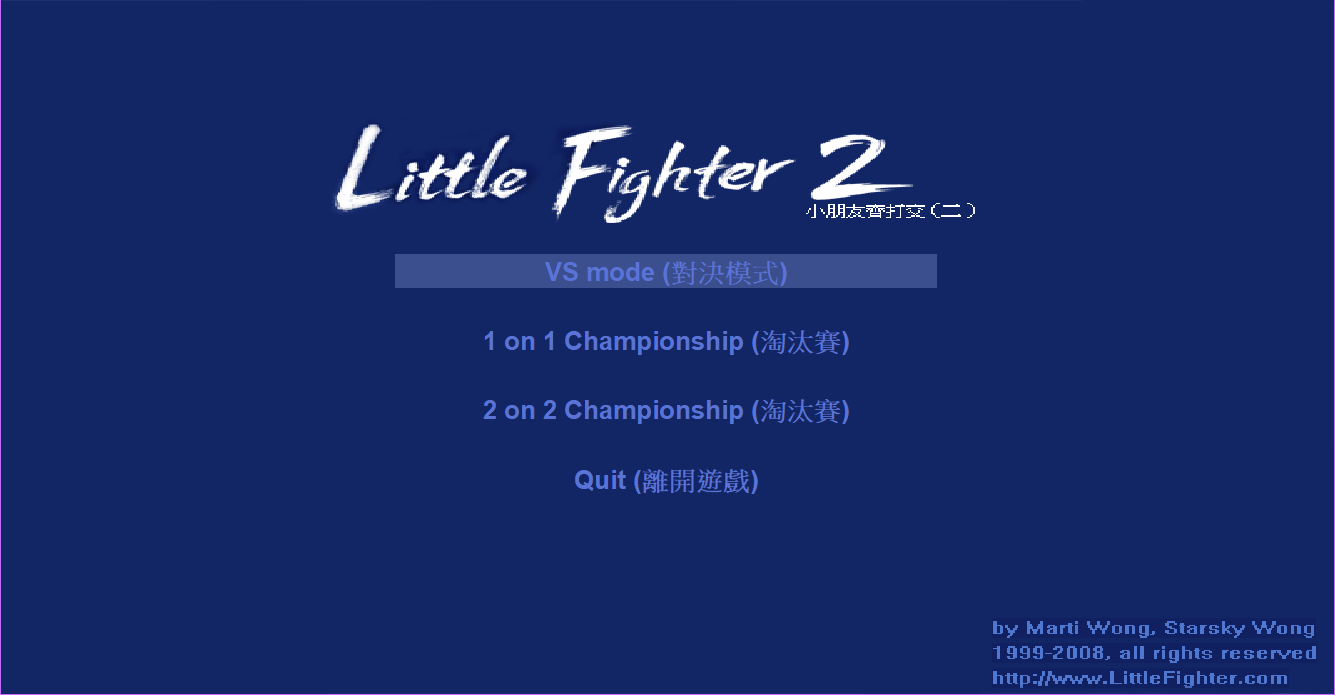 Little Fighter 2
小朋友齊打交(二)
VS mode (對決模式)
1 on 1 Championship (淘汰賽)
2 on 2 Championship (淘汰賽)
Quit (離開遊戲)
by Marti Wong, Starsky Wong
1999-2008, all rights reserved
http://www.LittleFighter.com